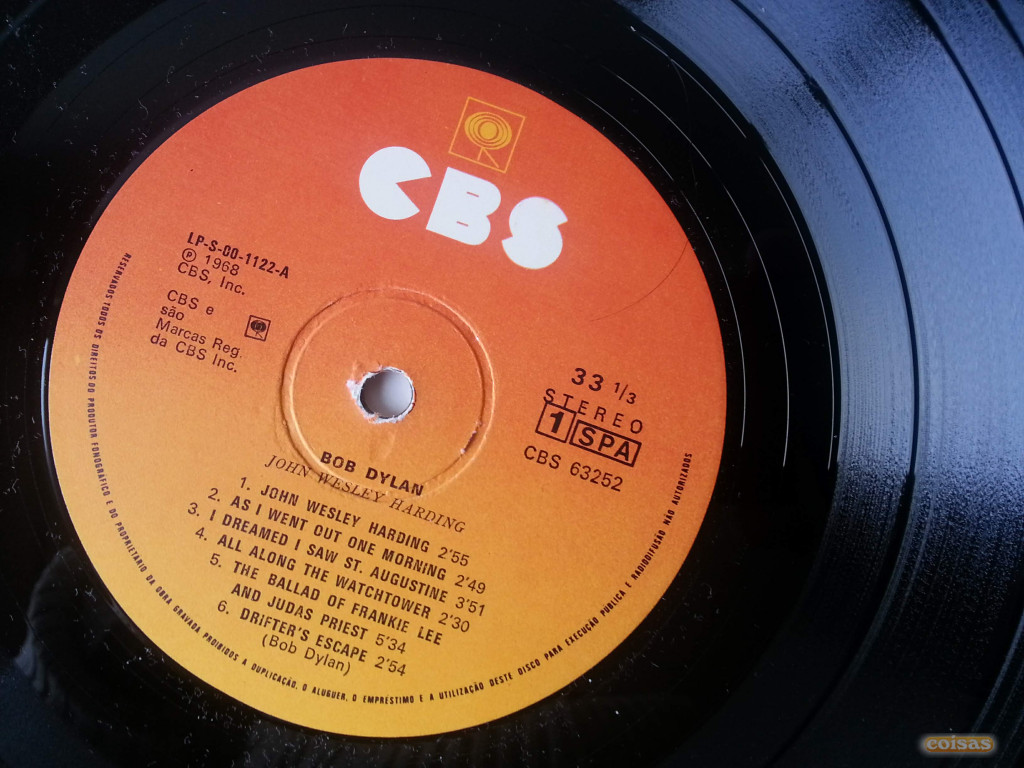 CBS
LP-S-00-1122-A
℗ 1968
CBS, Inc.
CBS e
são
Marcas Reg.
da CBS Inc.
33 1/3
STEREO
1 SPA
CBS 63252
BOB DYLAN
JOHN WESLEY HARDING
1. JOHN WESLEY HARDING 2'55
2. AS I WENT OUT ONE MORNING 2'49
3. I DREAMED I SAW ST. AUGUSTINE 3'51
4. ALL ALONG THE WATCHTOWER 2'30
5. THE BALLAD OF FRANKIE LEE
AND JUDAS PRIEST 5'34
6. DRIFTER'S ESCAPE 2'54
(Bob Dylan)
RESERVADOS TODOS OS DIREITOS DO PRODUTOR FONOGRÁFICO E DO PROPRIETÁRIO DA OBRA GRAVADA PROIBIDOS A DUPLICAÇÃO, O ALUGUER, O EMPRÉSTIMO E A UTILIZAÇÃO DESTE DISCO PARA EXECUÇÃO PÚBLICA E RADIODIFUSÃO NÃO AUTORIZADOS
coisas